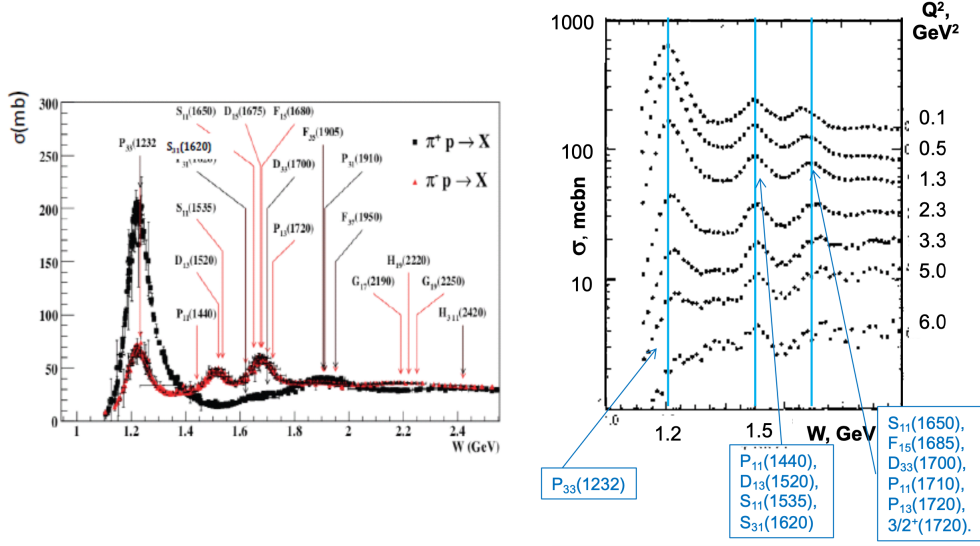 σ(mb)
300
250
200
150
100
50
0
1
1.2
1.4
1.6
1.8
2
2.2
2.4
W (GeV)
S₁₁(1650) D₁₅(1675) F₁₅(1680)
P₃₃(1232
S₃₁(1620)
F₃₅(1905)
D₃₃(1700)
P₃₁(1910)
S₁₁(1535)
P₁₃(1720)
F₃₇(1950)
D₁₃(1520)
H₁₉(2220)
G₁₇(2190)
G₁₉(2250)
P₁₁(1440)
H₃ ₁₁(2420)
π⁺ p → X
π⁻ p → X
Q²,
GeV²
1000
100
10
σ, mcbn
0.1
0.5
1.3
2.3
3.3
5.0
6.0
1.2
1.5
W, GeV
P₃₃(1232)
P₁₁(1440),
D₁₃(1520),
S₁₁(1535),
S₃₁(1620)
S₁₁(1650),
F₁₅(1685),
D₃₃(1700),
P₁₁(1710),
P₁₃(1720),
3/2⁺(1720).